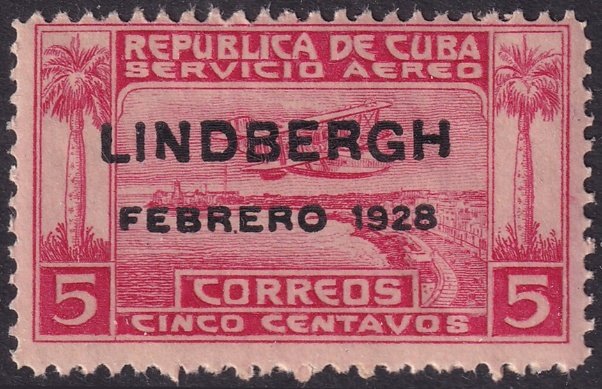 REPUBLICA DE CUBA
SERVICIO AEREO
LINDBERGH
FEBRERO 1928
5 CORREOS 5
CINCO CENTAVOS